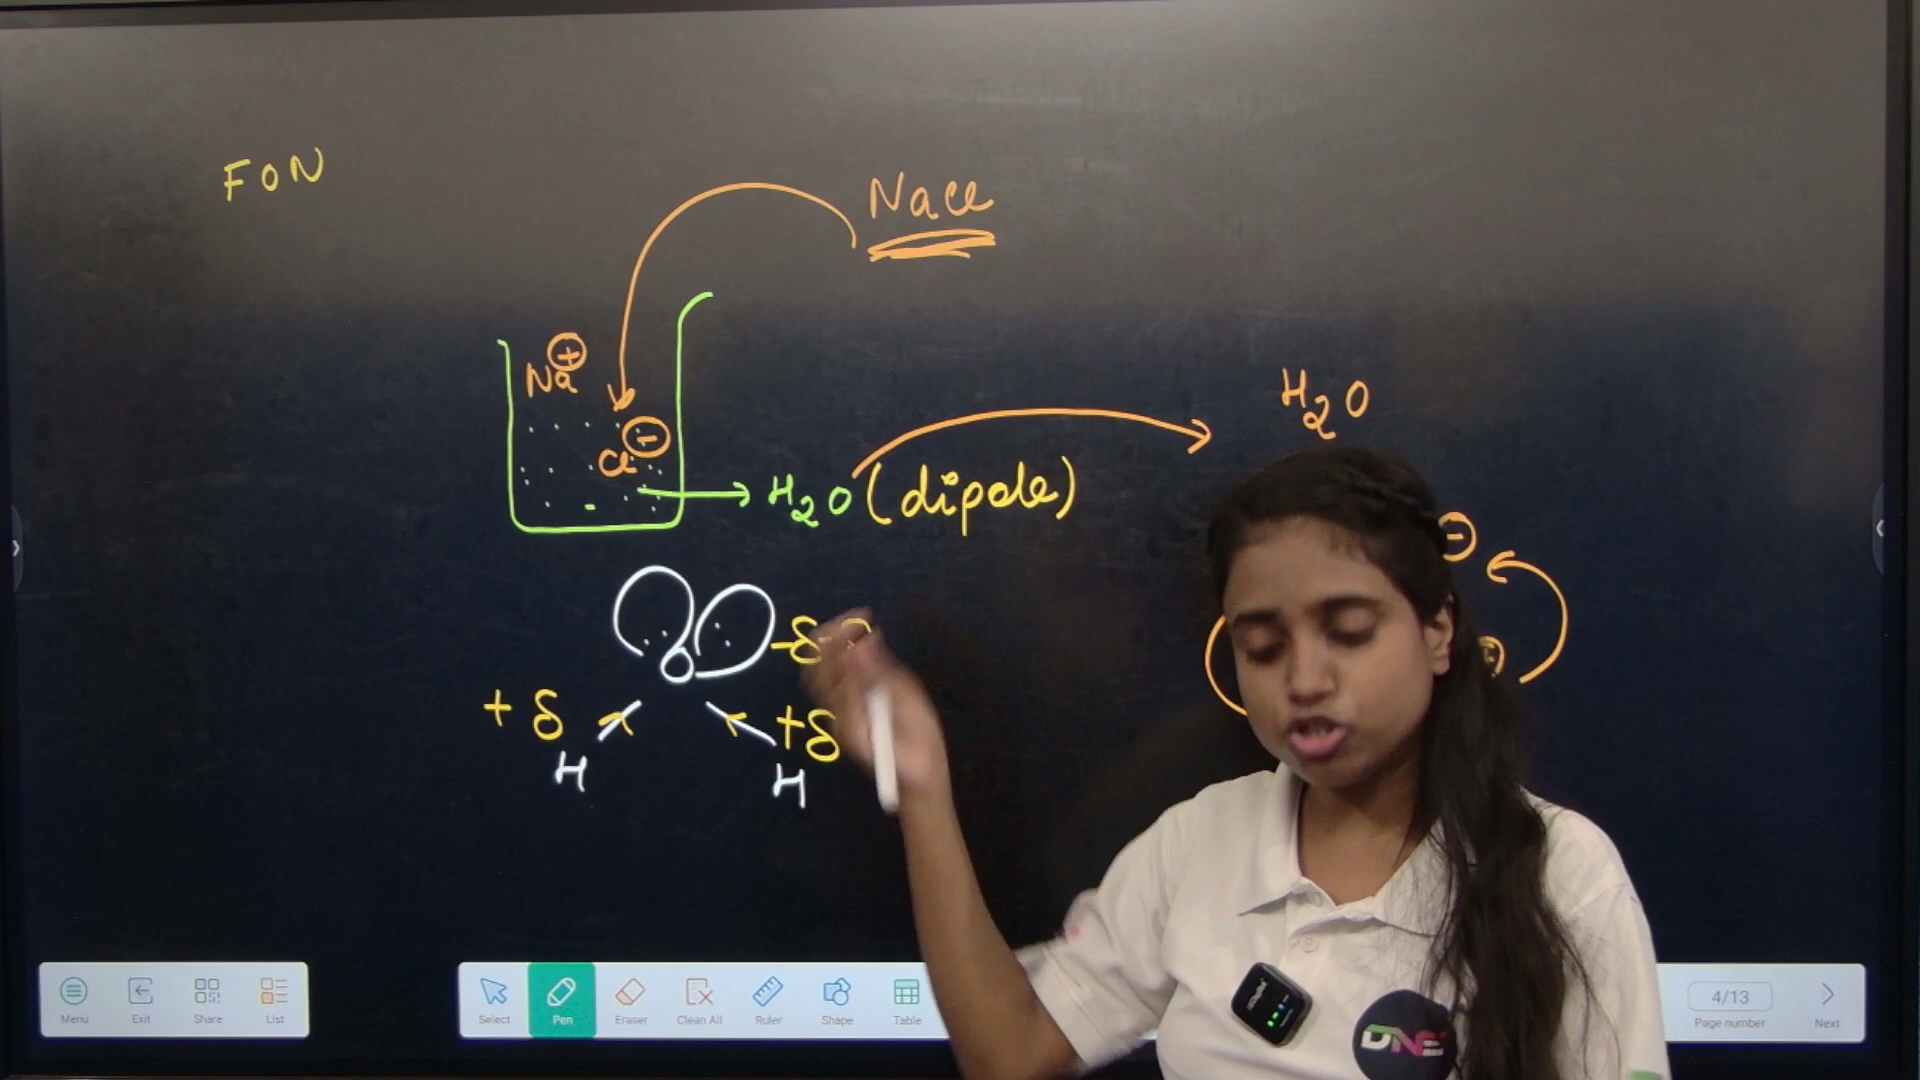 FON
NaCl
Na⊕
Cl⊖
H2O
H2O (dipole)
⊖
-δ
+δ
+δ
H
H
Menu
Exit
Share
List
Select
Pen
Eraser
Clean All
Ruler
Shape
Table
4/13
Page number
Next